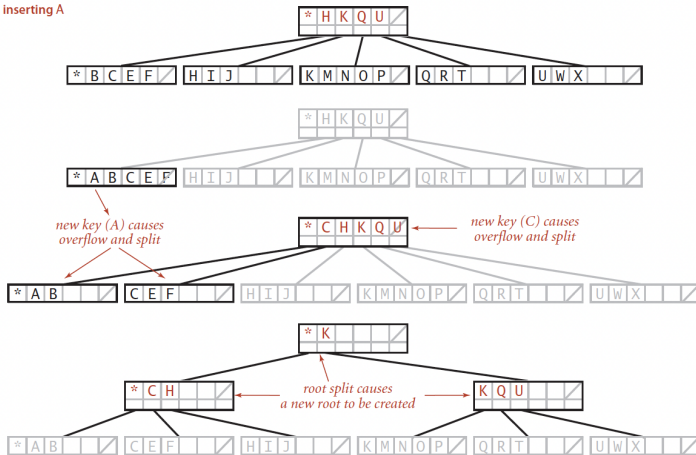 inserting A
* H K Q U
* B C E F
H I J
K M N O P
Q R T
U W X
* H K Q U
* A B C E F
H I J
K M N O P
Q R T
U W X
new key (A) causes
overflow and split
* C H K Q U
new key (C) causes
overflow and split
* A B
C E F
H I J
K M N O P
Q R T
U W X
* K
root split causes
a new root to be created
* C H
K Q U
* A B
C E F
H I J
K M N O P
Q R T
U W X